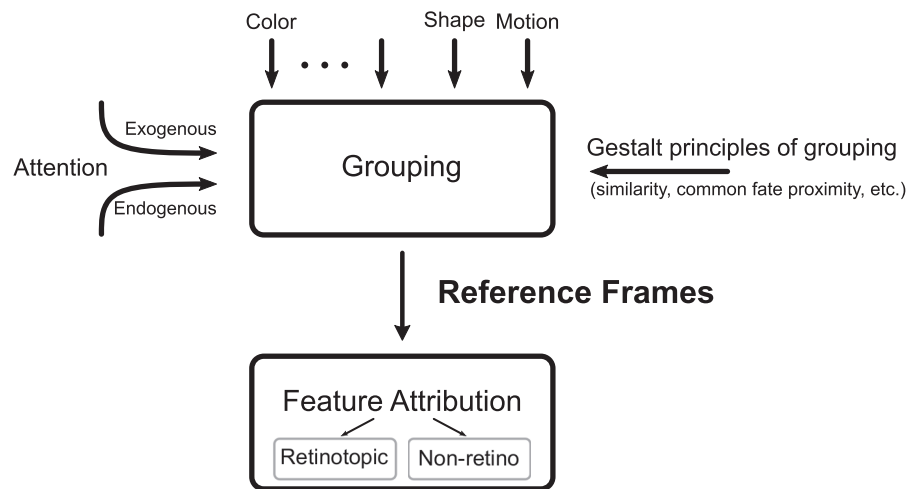 Color
Shape
Motion
• • •
Exogenous
Attention
Endogenous
Grouping
Gestalt principles of grouping
(similarity, common fate proximity, etc.)
Reference Frames
Feature Attribution
Retinotopic
Non-retino